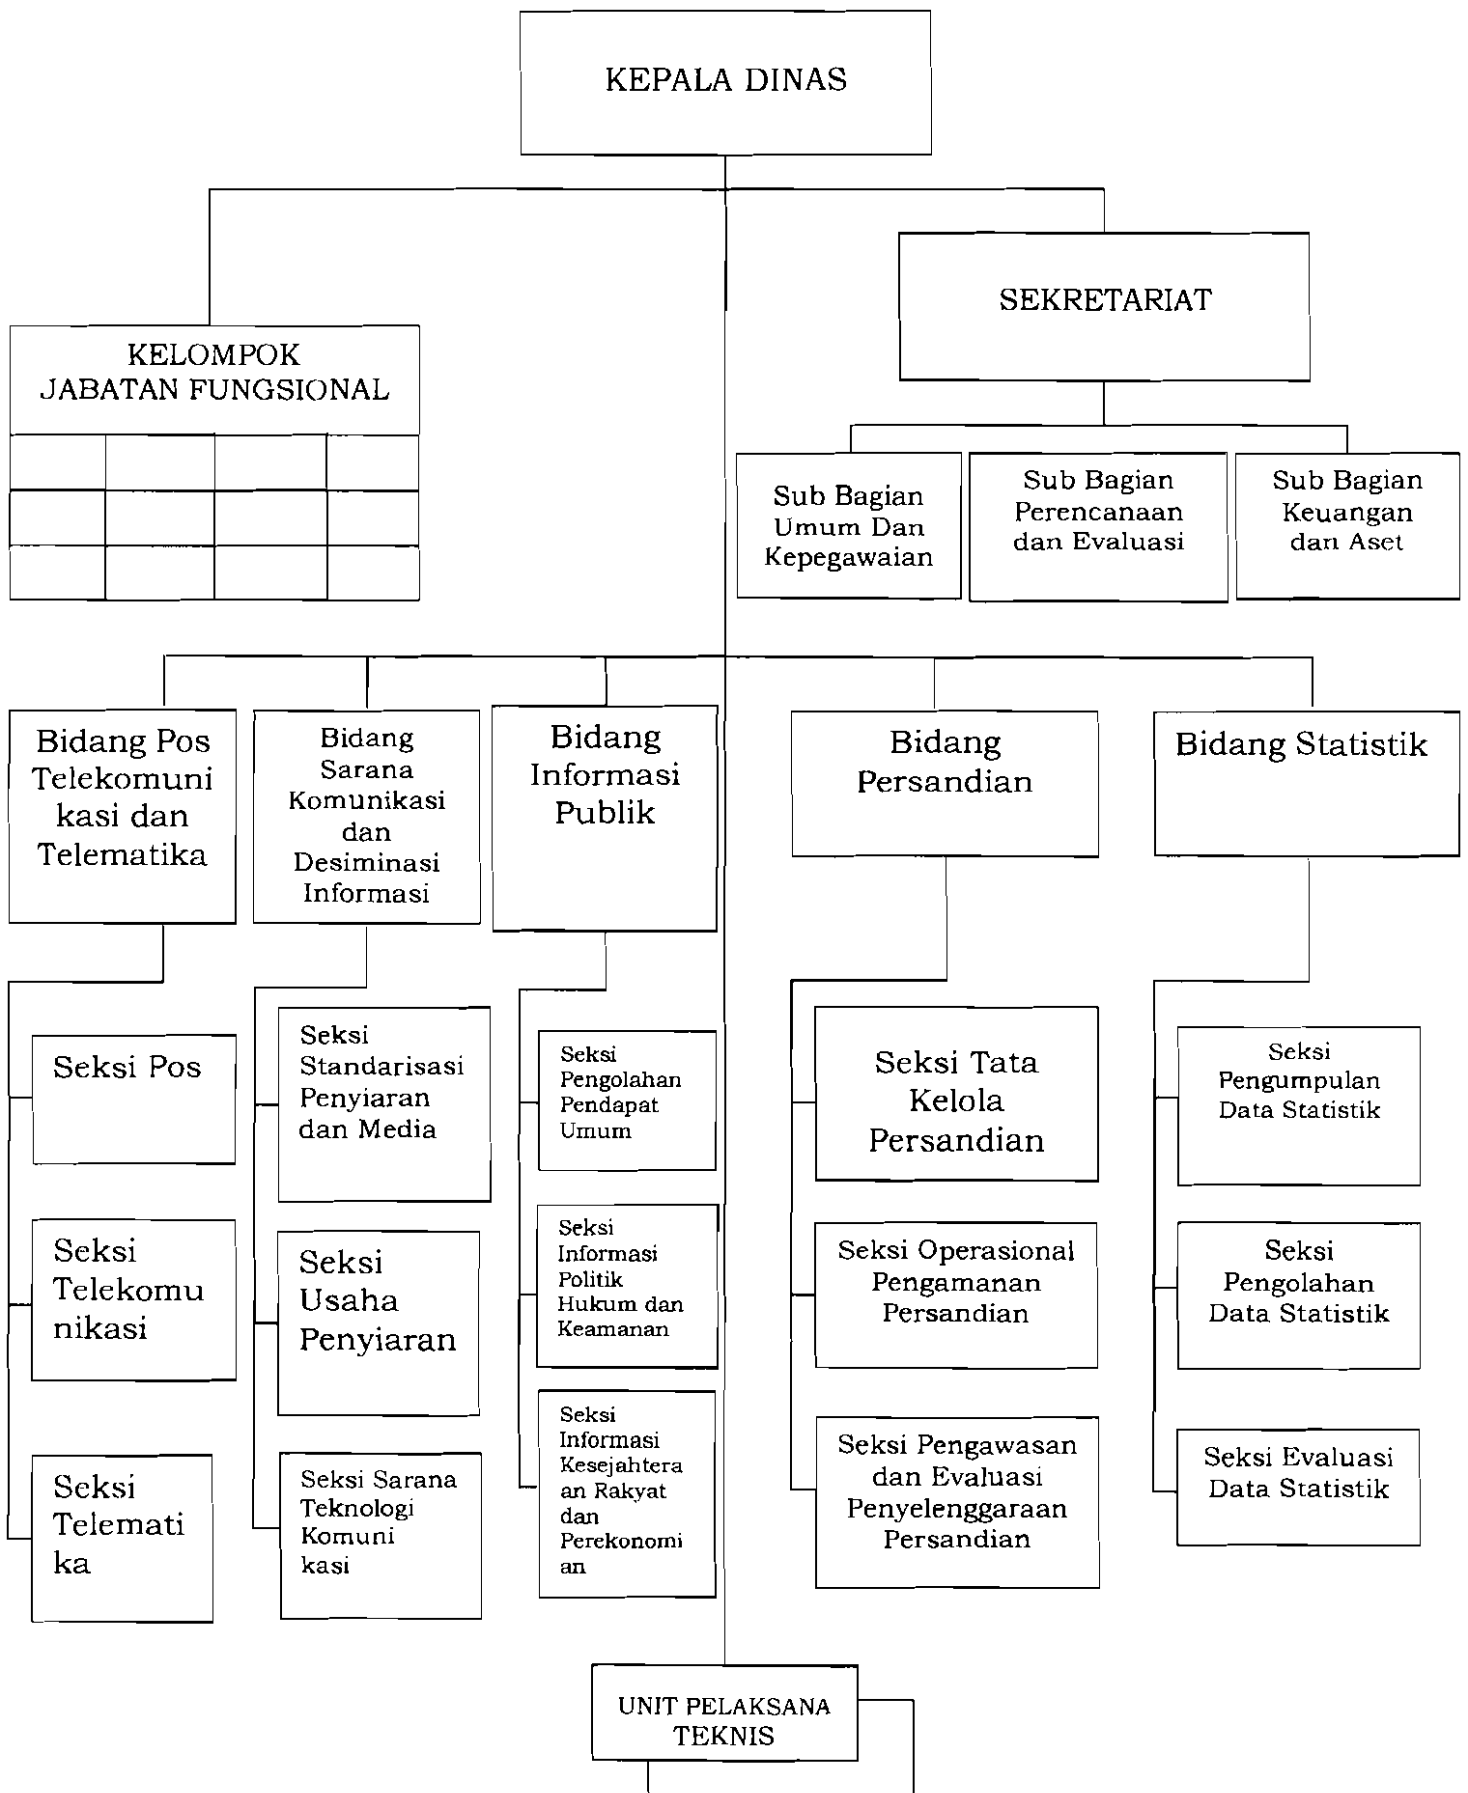 KEPALA DINAS
SEKRETARIAT
KELOMPOK
JABATAN FUNGSIONAL
Sub Bagian
Umum Dan
Kepegawaian
Sub Bagian
Perencanaan
dan Evaluasi
Sub Bagian
Keuangan
dan Aset
Bidang Pos
Telekomuni
kasi dan
Telematika
Bidang
Sarana
Komunikasi
dan
Desiminasi
Informasi
Bidang
Informasi
Publik
Bidang
Persandian
Bidang Statistik
Seksi Pos
Seksi
Telekomu
nikasi
Seksi
Telemati
ka
Seksi
Standarisasi
Penyiaran
dan Media
Seksi
Usaha
Penyiaran
Seksi Sarana
Teknologi
Komuni
kasi
Seksi
Pengolahan
Pendapat
Umum
Seksi
Informasi
Politik
Hukum dan
Keamanan
Seksi
Informasi
Kesejahtera
an Rakyat
dan
Perekonomi
an
Seksi Tata
Kelola
Persandian
Seksi Operasional
Pengamanan
Persandian
Seksi Pengawasan
dan Evaluasi
Penyelenggaraan
Persandian
Seksi
Pengumpulan
Data Statistik
Seksi
Pengolahan
Data Statistik
Seksi Evaluasi
Data Statistik
UNIT PELAKSANA
TEKNIS